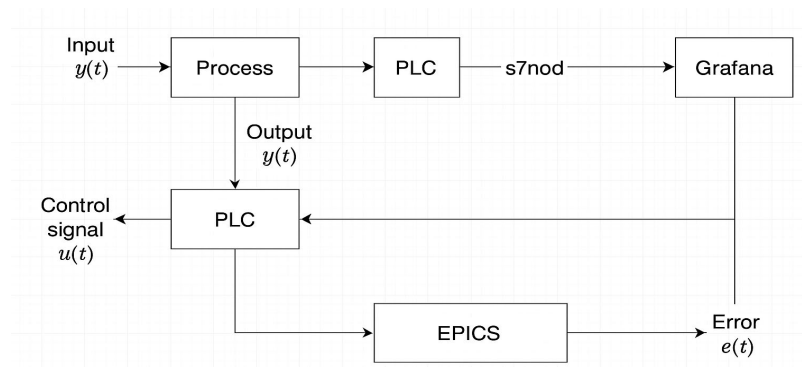 Input
y(t)
Process
PLC
s7nod
Grafana
Output
y(t)
Control
signal
u(t)
PLC
EPICS
Error
e(t)